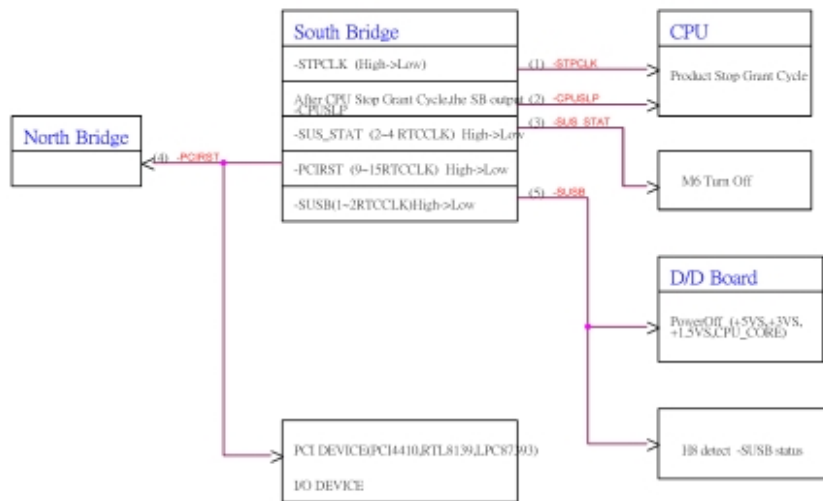 South Bridge
-STPCLK (High->Low)
After CPU Stop Grant Cycle,the SB output
-CPUSLP
-SUS_STAT (2~4 RTCCLK) High->Low
-PCIRST (9~15RTCLK) High->Low
-SUSB(1~2RTCCLK)High->Low
(1) -STPCLK
(2) -CPUSLP
(3) -SUS_STAT
(4) -PCIRST
(5) -SUSB
CPU
Product Stop Grant Cycle
North Bridge
M6 Turn Off
D/D Board
PowerOff (+5VS,+3VS,
+1.5VS,CPU_CORE)
H8 detect -SUSB status
PCI DEVICE(PCI4410,RTL8139,LPC87393)
I/O DEVICE